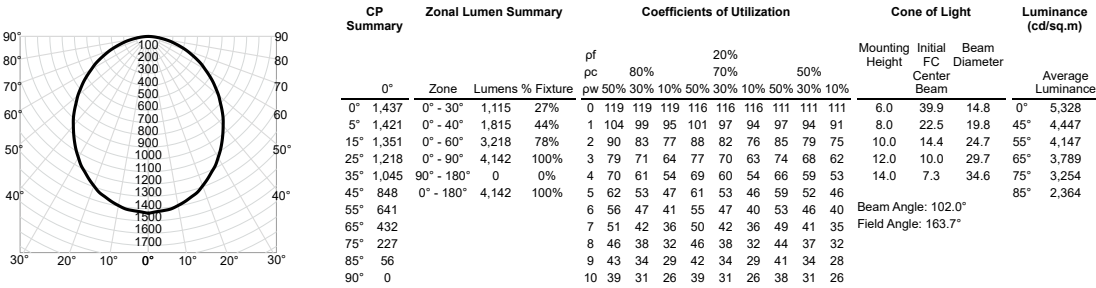 90°
80°
70°
60°
50°
40°
30° 20° 10° 0° 10° 20° 30°
90
80
70
60
50°
40°
100
200
300
400
500
600
700
800
900
1000
1100
1200
1300
1400
1500
1600
1700
CP Summary
0°
0° 1,437
5° 1,421
15° 1,351
25° 1,218
35° 1,045
45° 848
55° 641
65° 432
75° 227
85° 56
90° 0
Zonal Lumen Summary
Zone Lumens % Fixture
0° - 30° 1,115 27%
0° - 40° 1,815 44%
0° - 60° 3,218 78%
0° - 90° 4,142 100%
90° - 180° 0 0%
0° - 180° 4,142 100%
Coefficients of Utilization
ρf 20%
ρc 80% 70% 50%
ρw 50% 30% 10% 50% 30% 10% 50% 30% 10%
0 119 119 119 116 116 116 111 111 111
1 104 99 95 101 97 94 97 94 91
2 90 83 77 88 82 76 85 79 75
3 79 71 64 77 70 63 74 68 62
4 70 61 54 69 60 54 66 59 53
5 62 53 47 61 53 46 59 52 46
6 56 47 41 55 47 40 53 46 40
7 51 42 36 50 42 36 49 41 35
8 46 38 32 46 38 32 44 37 32
9 43 34 29 42 34 29 41 34 28
10 39 31 26 39 31 26 38 31 26
Cone of Light
Mounting Height Initial FC Center Beam Beam Diameter
6.0 39.9 14.8
8.0 22.5 19.8
10.0 14.4 24.7
12.0 10.0 29.7
14.0 7.3 34.6
Beam Angle: 102.0°
Field Angle: 163.7°
Luminance
(cd/sq.m)
Average
Luminance
0° 5,328
45° 4,447
55° 4,147
65° 3,789
75° 3,254
85° 2,364